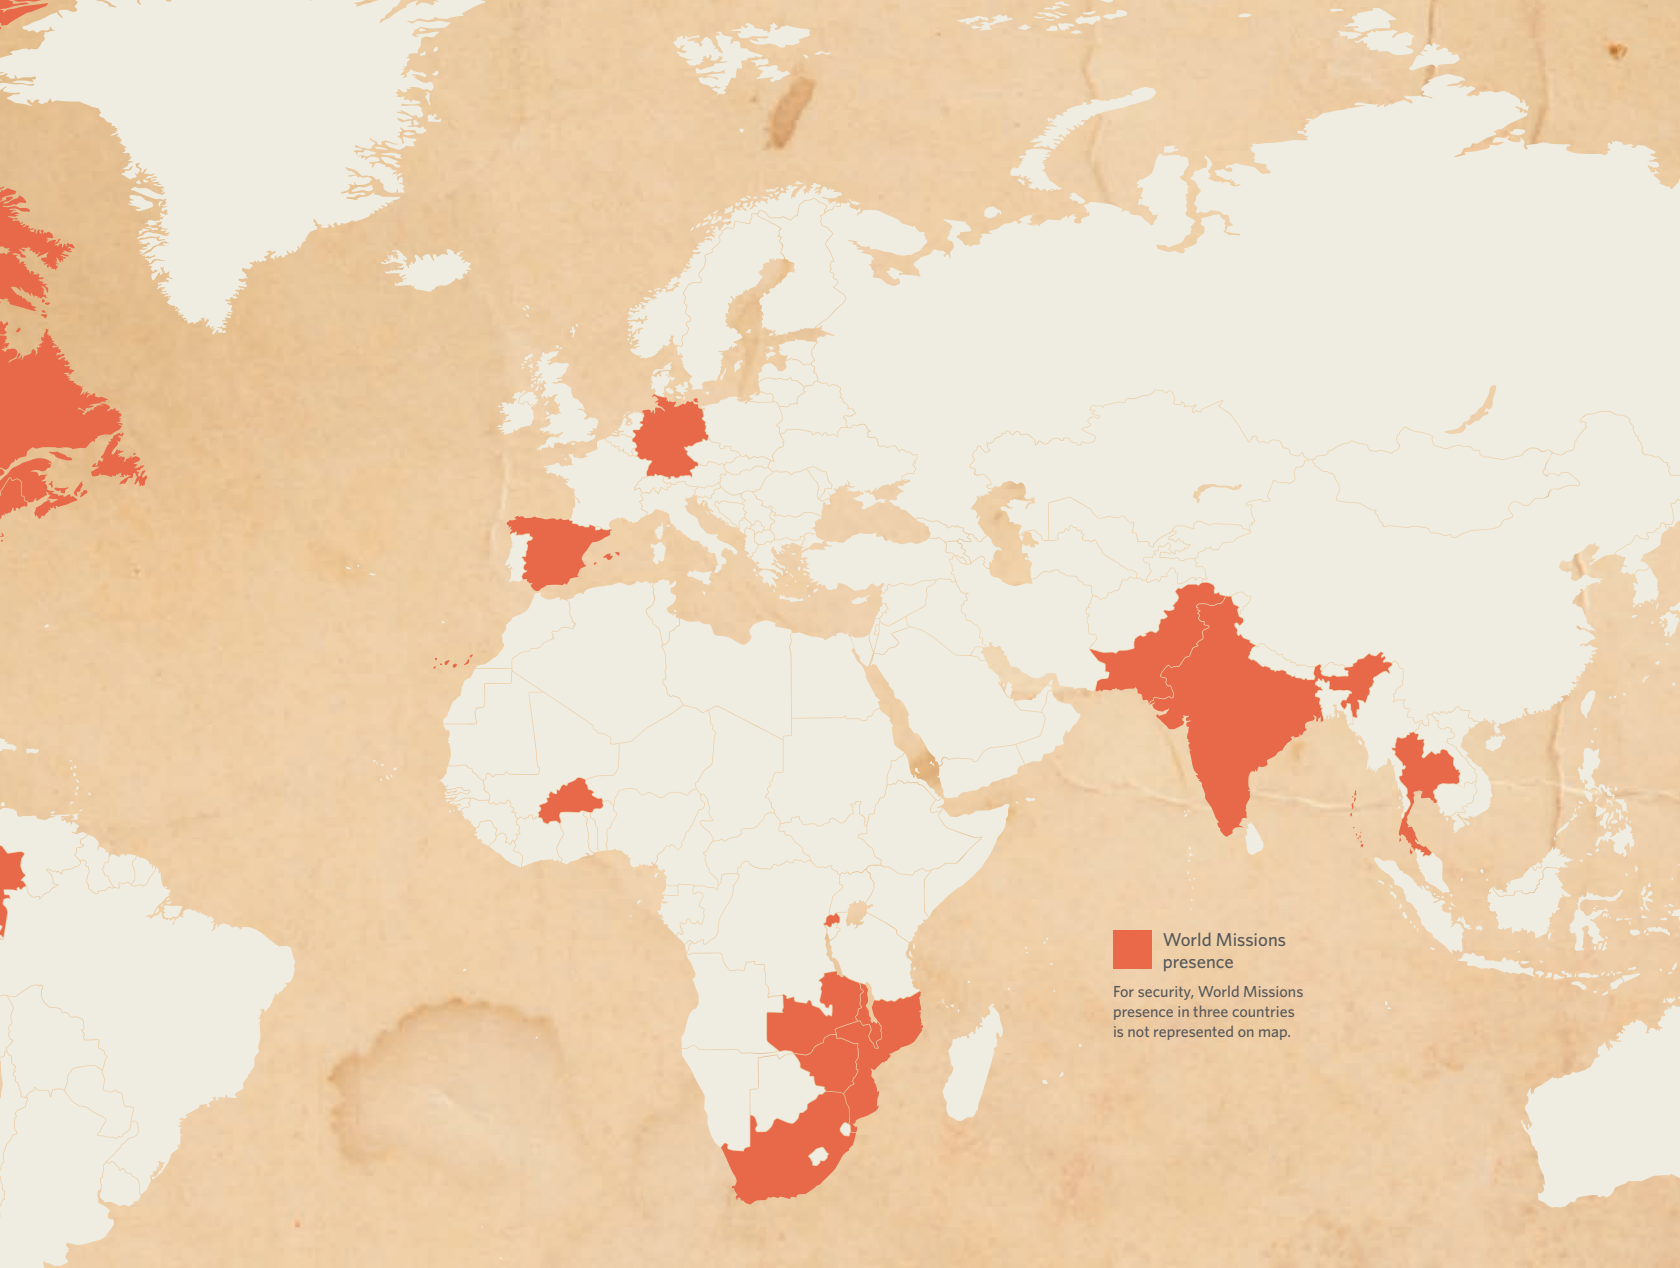 World Missions
presence
For security, World Missions
presence in three countries
is not represented on map.